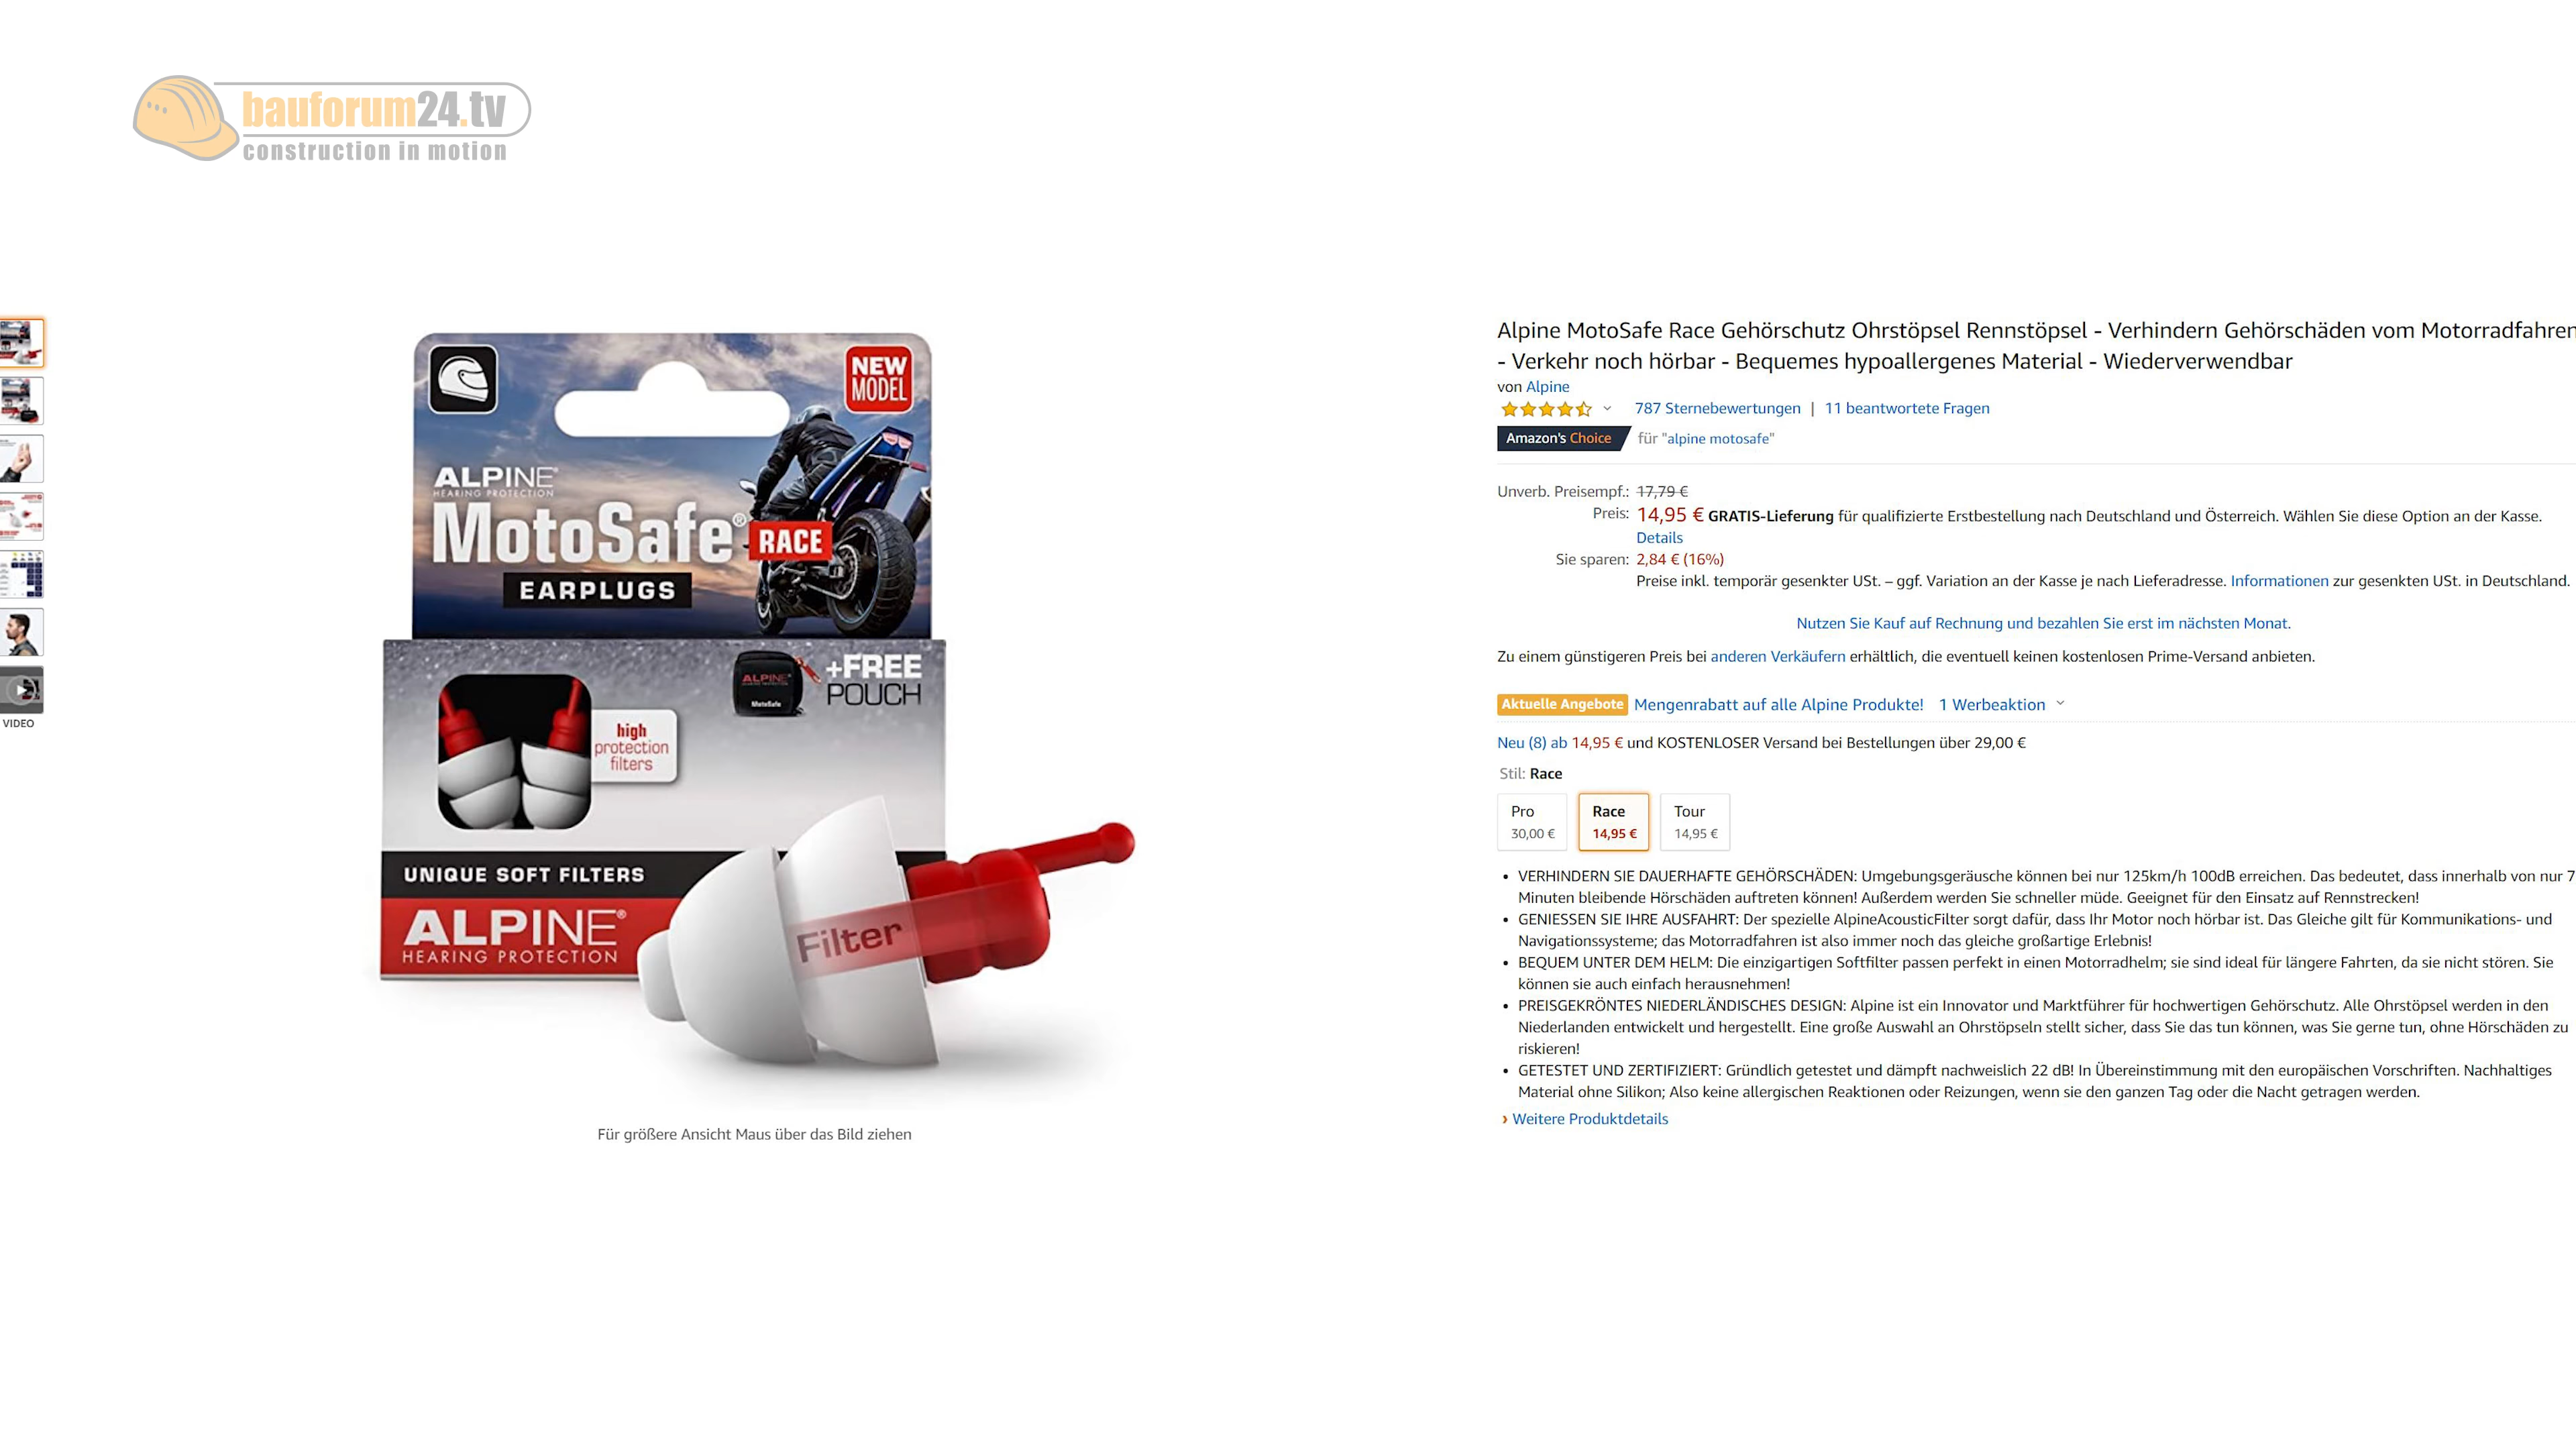 bauforum24.tv
construction in motion
VIDEO
NEW
MODEL
ALPINE
HEARING PROTECTION
MotoSafe® RACE
EARPLUGS
+FREE
POUCH
ALPINE
MotoSafe
high
protection
filters
UNIQUE SOFT FILTERS
ALPINE®
HEARING PROTECTION
Filter
Für größere Ansicht Maus über das Bild ziehen
Alpine MotoSafe Race Gehörschutz Ohrstöpsel Rennstöpsel - Verhindern Gehörschäden vom Motorradfahren
- Verkehr noch hörbar - Bequemes hypoallergenes Material - Wiederverwendbar
von Alpine
787 Sternebewertungen | 11 beantwortete Fragen
Amazon's Choice für "alpine motosafe"
Unverb. Preisempf.: 17,79 €
Preis: 14,95 € GRATIS-Lieferung für qualifizierte Erstbestellung nach Deutschland und Österreich. Wählen Sie diese Option an der Kasse.
Details
Sie sparen: 2,84 € (16%)
Preise inkl. temporär gesenkter USt. – ggf. Variation an der Kasse je nach Lieferadresse. Informationen zur gesenkten USt. in Deutschland.
Nutzen Sie Kauf auf Rechnung und bezahlen Sie erst im nächsten Monat.
Zu einem günstigeren Preis bei anderen Verkäufern erhältlich, die eventuell keinen kostenlosen Prime-Versand anbieten.
Aktuelle Angebote Mengenrabatt auf alle Alpine Produkte! 1 Werbeaktion
Neu (8) ab 14,95 € und KOSTENLOSER Versand bei Bestellungen über 29,00 €
Stil: Race
Pro Race Tour
30,00 € 14,95 € 14,95 €
• VERHINDERN SIE DAUERHAFTE GEHÖRSCHÄDEN: Umgebungsgeräusche können bei nur 125km/h 100dB erreichen. Das bedeutet, dass innerhalb von nur 7
Minuten bleibende Hörschäden auftreten können! Außerdem werden Sie schneller müde. Geeignet für den Einsatz auf Rennstrecken!
• GENIESSEN SIE IHRE AUSFAHRT: Der spezielle AlpineAcousticFilter sorgt dafür, dass Ihr Motor noch hörbar ist. Das Gleiche gilt für Kommunikations- und
Navigationssysteme; das Motorradfahren ist also immer noch das gleiche großartige Erlebnis!
• BEQUEM UNTER DEM HELM: Die einzigartigen Softfilter passen perfekt in einen Motorradhelm; sie sind ideal für längere Fahrten, da sie nicht stören. Sie
können sie auch einfach herausnehmen!
• PREISGEKRÖNTES NIEDERLÄNDISCHES DESIGN: Alpine ist ein Innovator und Marktführer für hochwertigen Gehörschutz. Alle Ohrstöpsel werden in den
Niederlanden entwickelt und hergestellt. Eine große Auswahl an Ohrstöpseln stellt sicher, dass Sie das tun können, was Sie gerne tun, ohne Hörschäden zu
riskieren!
• GETESTET UND ZERTIFIZIERT: Gründlich getestet und dämpft nachweislich 22 dB! In Übereinstimmung mit den europäischen Vorschriften. Nachhaltiges
Material ohne Silikon; Also keine allergischen Reaktionen oder Reizungen, wenn sie den ganzen Tag oder die Nacht getragen werden.
› Weitere Produktdetails